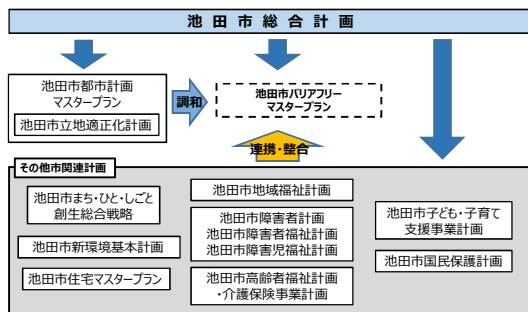 池田市総合計画
池田市都市計画
マスタープラン
池田市立地適正化計画
調和
池田市バリアフリー
マスタープラン
連携・整合
その他市関連計画
池田市まち・ひと・しごと
創生総合戦略
池田市新環境基本計画
池田市住宅マスタープラン
池田市地域福祉計画
池田市障害者計画
池田市障害者福祉計画
池田市障害児福祉計画
池田市高齢者福祉計画
・介護保険事業計画
池田市子ども・子育て
支援事業計画
池田市国民保護計画